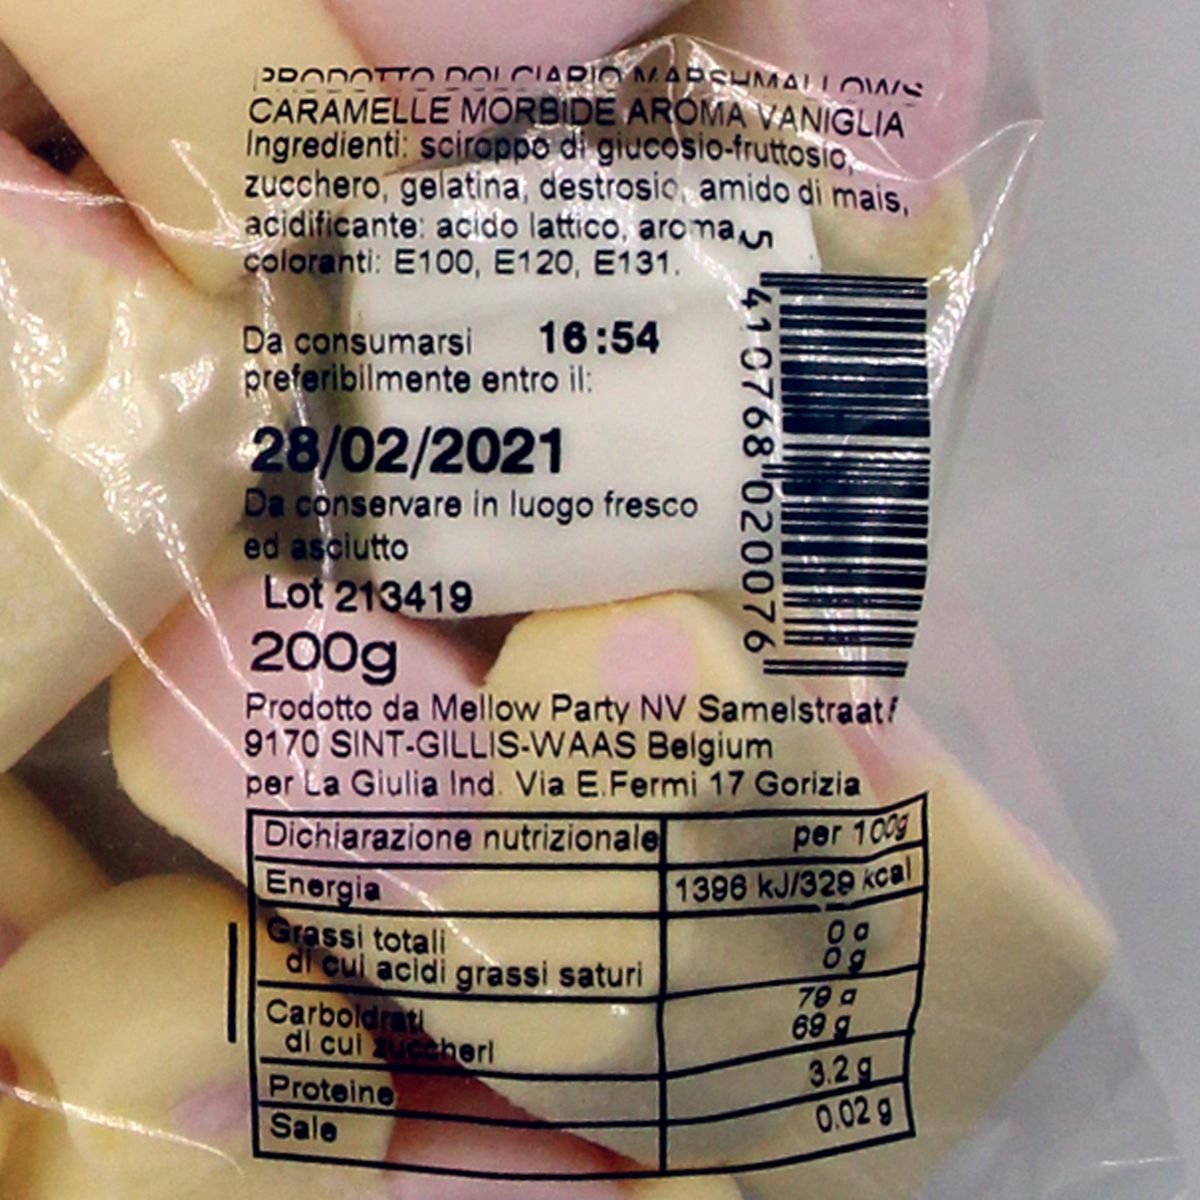 PRODOTTO DOLCIARIO MARSHMALLOWS
CARAMELLE MORBIDE AROMA VANIGLIA
Ingredienti: sciroppo di glucosio-fruttosio,
zucchero, gelatina, destrosio, amido di mais,
acidificante: acido lattico, aroma,
coloranti: E100, E120, E131.
Da consumarsi 16:54
preferibilmente entro il:
28/02/2021
Da conservare in luogo fresco
ed asciutto
Lot 213419
200g
5 410768 020076
Prodotto da Mellow Party NV Samelstraat
9170 SINT-GILLIS-WAAS Belgium
per La Giulia Ind. Via E.Fermi 17 Gorizia
Dichiarazione nutrizionale per 100g
Energia 1396 kJ/329 kcal
Grassi totali 0 g
di cui acidi grassi saturi 0 g
Carboidrati 79 g
di cui zuccheri 69 g
Proteine 3.2 g
Sale 0.02 g